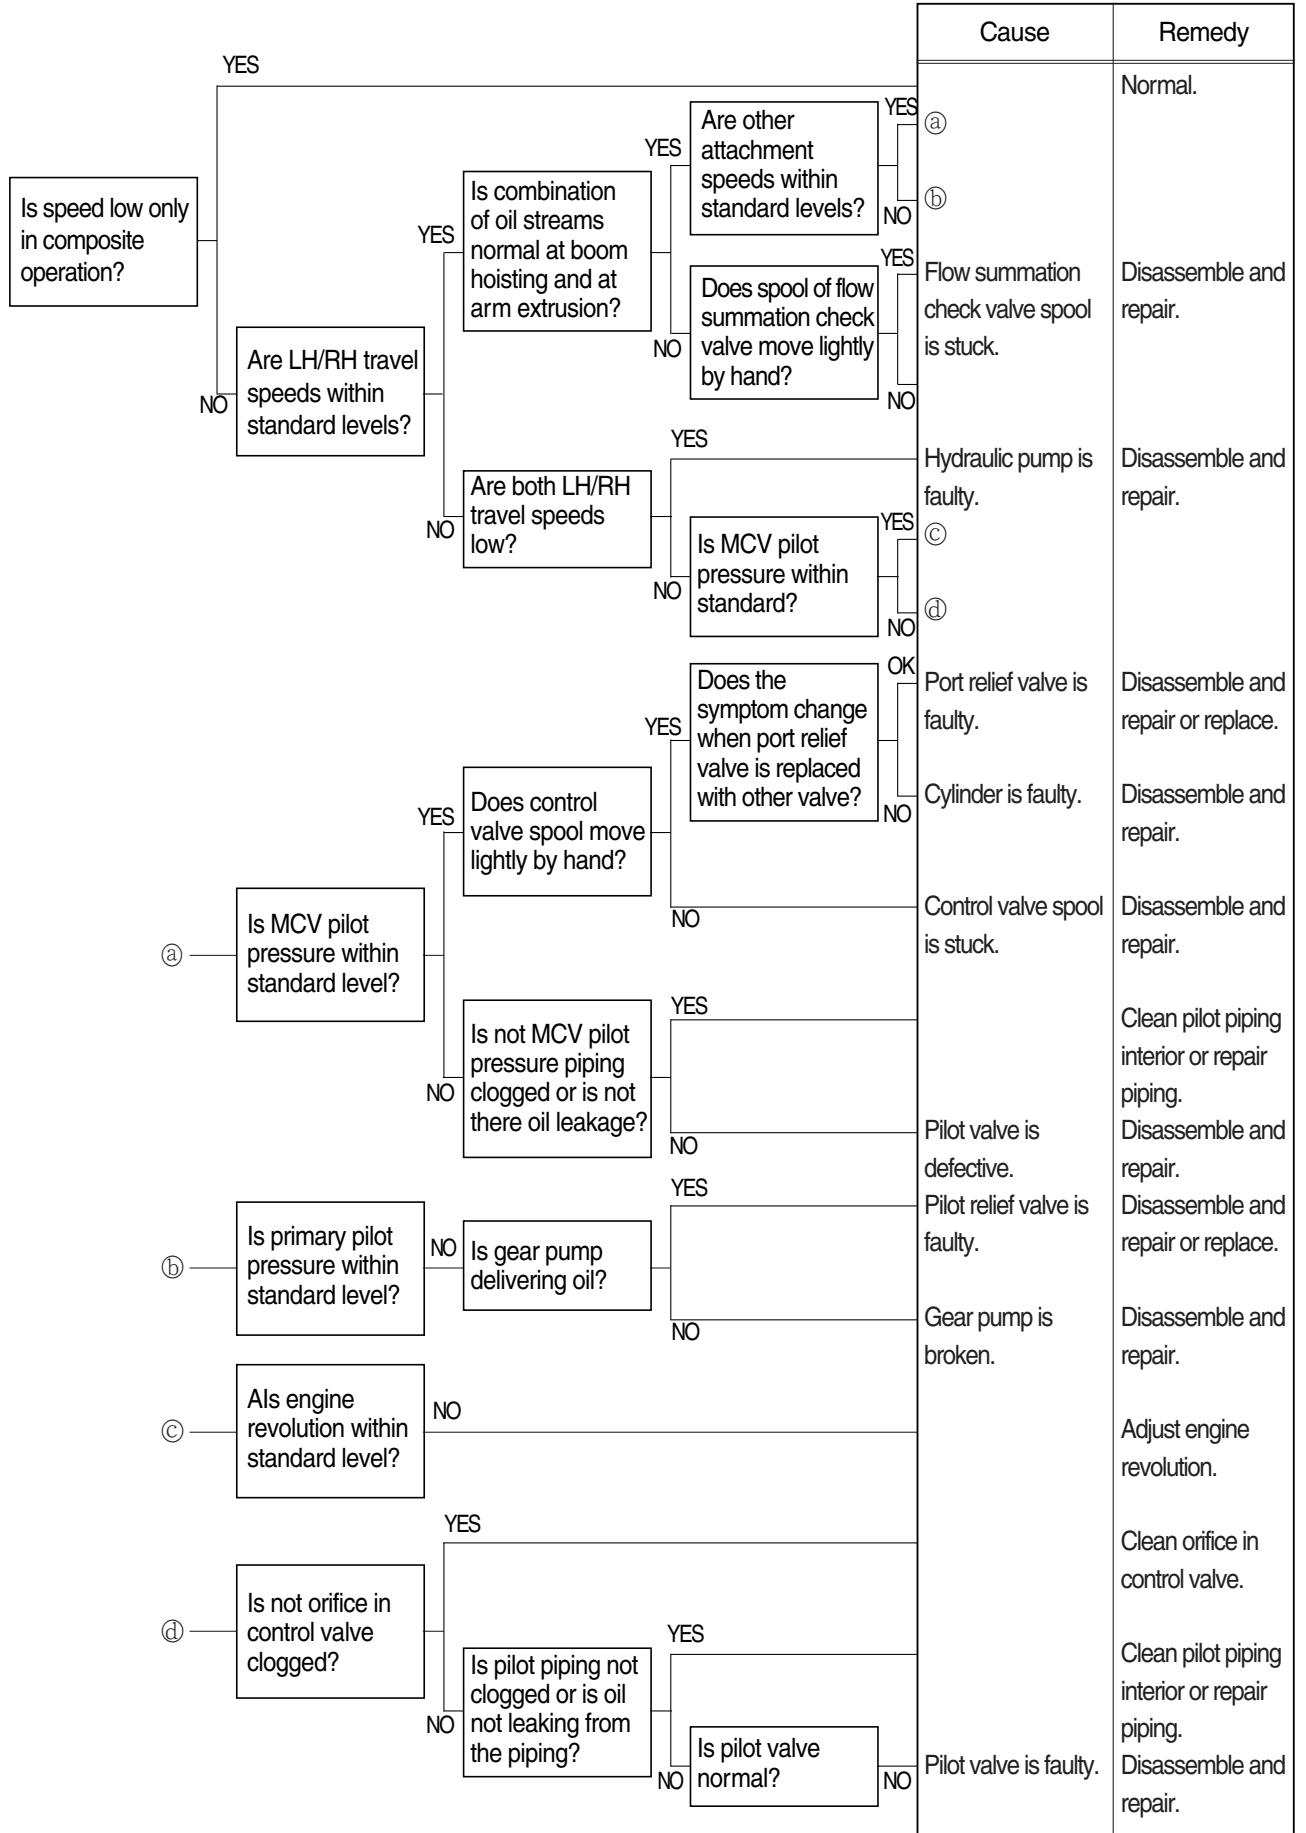 Cause
Remedy
YES
Normal.
Is speed low only
in composite
operation?
NO
Are LH/RH travel
speeds within
standard levels?
YES
Is combination
of oil streams
normal at boom
hoisting and at
arm extrusion?
YES
Are other
attachment
speeds within
standard levels?
YES
ⓐ
NO
ⓑ
NO
Does spool of flow
summation check
valve move lightly
by hand?
YES
Flow summation
check valve spool
is stuck.
Disassemble and
repair.
NO
NO
Are both LH/RH
travel speeds
low?
YES
Hydraulic pump is
faulty.
Disassemble and
repair.
NO
Is MCV pilot
pressure within
standard?
YES
ⓒ
NO
ⓓ
ⓐ
Is MCV pilot
pressure within
standard level?
YES
Does control
valve spool move
lightly by hand?
YES
Does the
symptom change
when port relief
valve is replaced
with other valve?
OK
Port relief valve is
faulty.
Disassemble and
repair or replace.
NO
Cylinder is faulty.
Disassemble and
repair.
NO
Control valve spool
is stuck.
Disassemble and
repair.
NO
Is not MCV pilot
pressure piping
clogged or is not
there oil leakage?
YES
Clean pilot piping
interior or repair
piping.
NO
Pilot valve is
defective.
Disassemble and
repair.
ⓑ
Is primary pilot
pressure within
standard level?
NO
Is gear pump
delivering oil?
YES
Pilot relief valve is
faulty.
Disassemble and
repair or replace.
NO
Gear pump is
broken.
Disassemble and
repair.
ⓒ
AIs engine
revolution within
standard level?
NO
Adjust engine
revolution.
ⓓ
Is not orifice in
control valve
clogged?
YES
Clean orifice in
control valve.
NO
Is pilot piping not
clogged or is oil
not leaking from
the piping?
YES
Clean pilot piping
interior or repair
piping.
NO
Is pilot valve
normal?
NO
Pilot valve is faulty.
Disassemble and
repair.